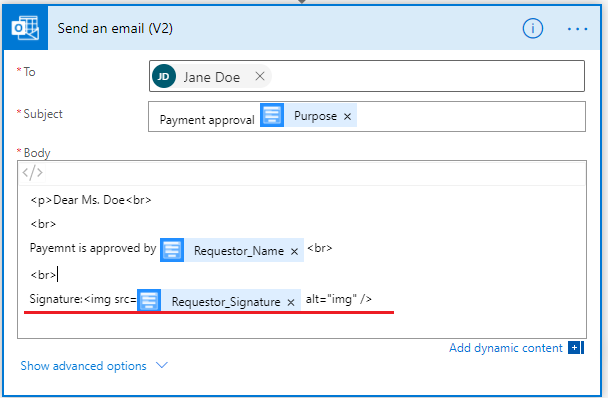 Send an email (V2)
* To JD Jane Doe ×
* Subject Payment approval Purpose ×
* Body
</>
<p>Dear Ms. Doe<br>
<br>
Payemnt is approved by Requestor_Name × <br>
<br>
Signature:<img src= Requestor_Signature × alt="img" />
Add dynamic content
Show advanced options